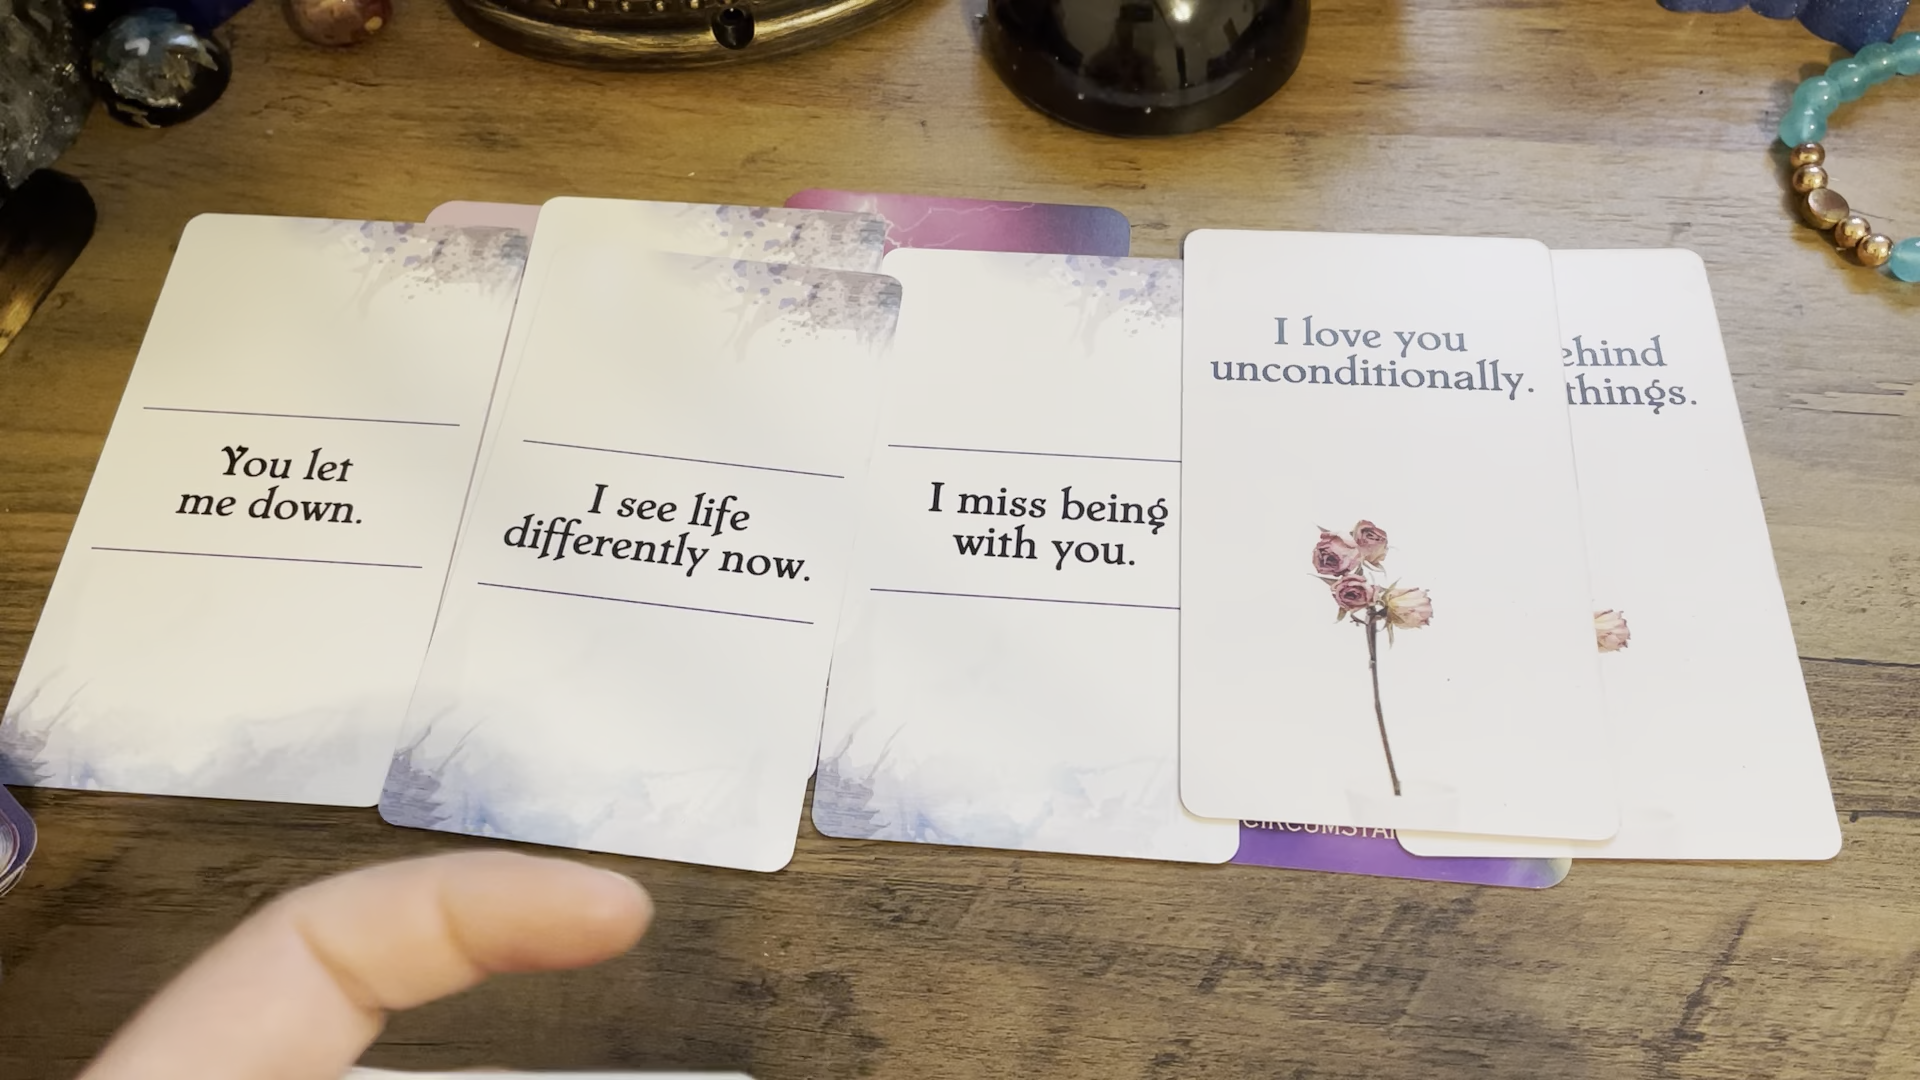 You let
me down.
I see life
differently now.
I miss being
with you.
I love you
unconditionally.
things.